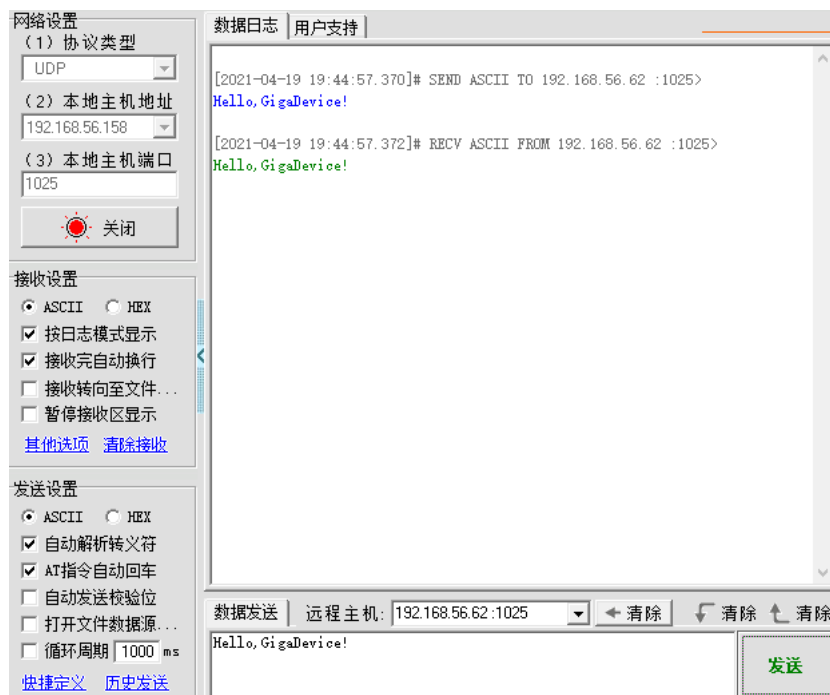 网络设置
(1) 协议类型
UDP
(2) 本地主机地址
192.168.56.158
(3) 本地主机端口
1025
关闭
接收设置
ASCII HEX
按日志模式显示
接收完自动换行
接收转向至文件...
暂停接收区显示
其他选项 清除接收
发送设置
ASCII HEX
自动解析转义符
AT指令自动回车
自动发送校验位
打开文件数据源...
循环周期 1000 ms
快捷定义 历史发送
数据日志 用户支持
[2021-04-19 19:44:57.370]# SEND ASCII TO 192.168.56.62 :1025>
Hello,GigaDevice!
[2021-04-19 19:44:57.372]# RECV ASCII FROM 192.168.56.62 :1025>
Hello,GigaDevice!
数据发送 远程主机: 192.168.56.62:1025 清除 清除 清除
Hello,GigaDevice!
发送